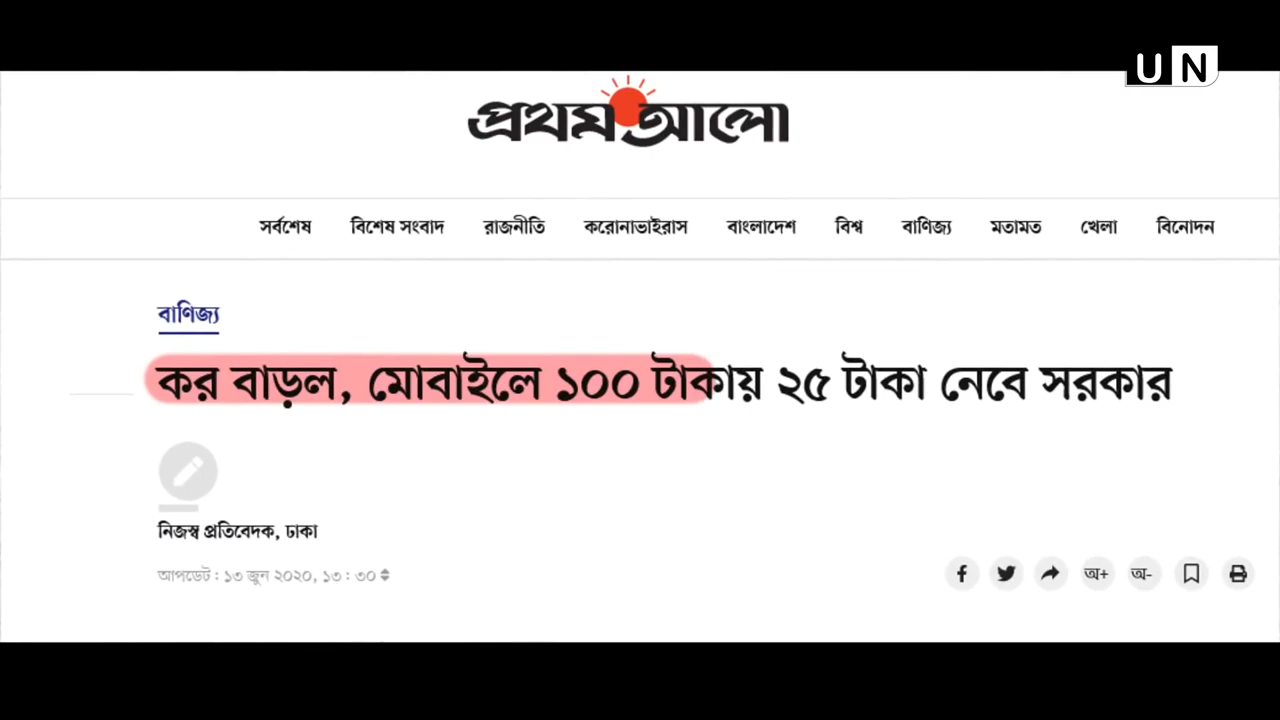 UN
প্রথম আলো
সর্বশেষ বিশেষ সংবাদ রাজনীতি করোনাভাইরাস বাংলাদেশ বিশ্ব বাণিজ্য মতামত খেলা বিনোদন
বাণিজ্য
কর বাড়ল, মোবাইলে ১০০ টাকায় ২৫ টাকা নেবে সরকার
নিজস্ব প্রতিবেদক, ঢাকা
আপডেট : ১৩ জুন ২০২০, ১৩ : ৩০
অ+ অ-